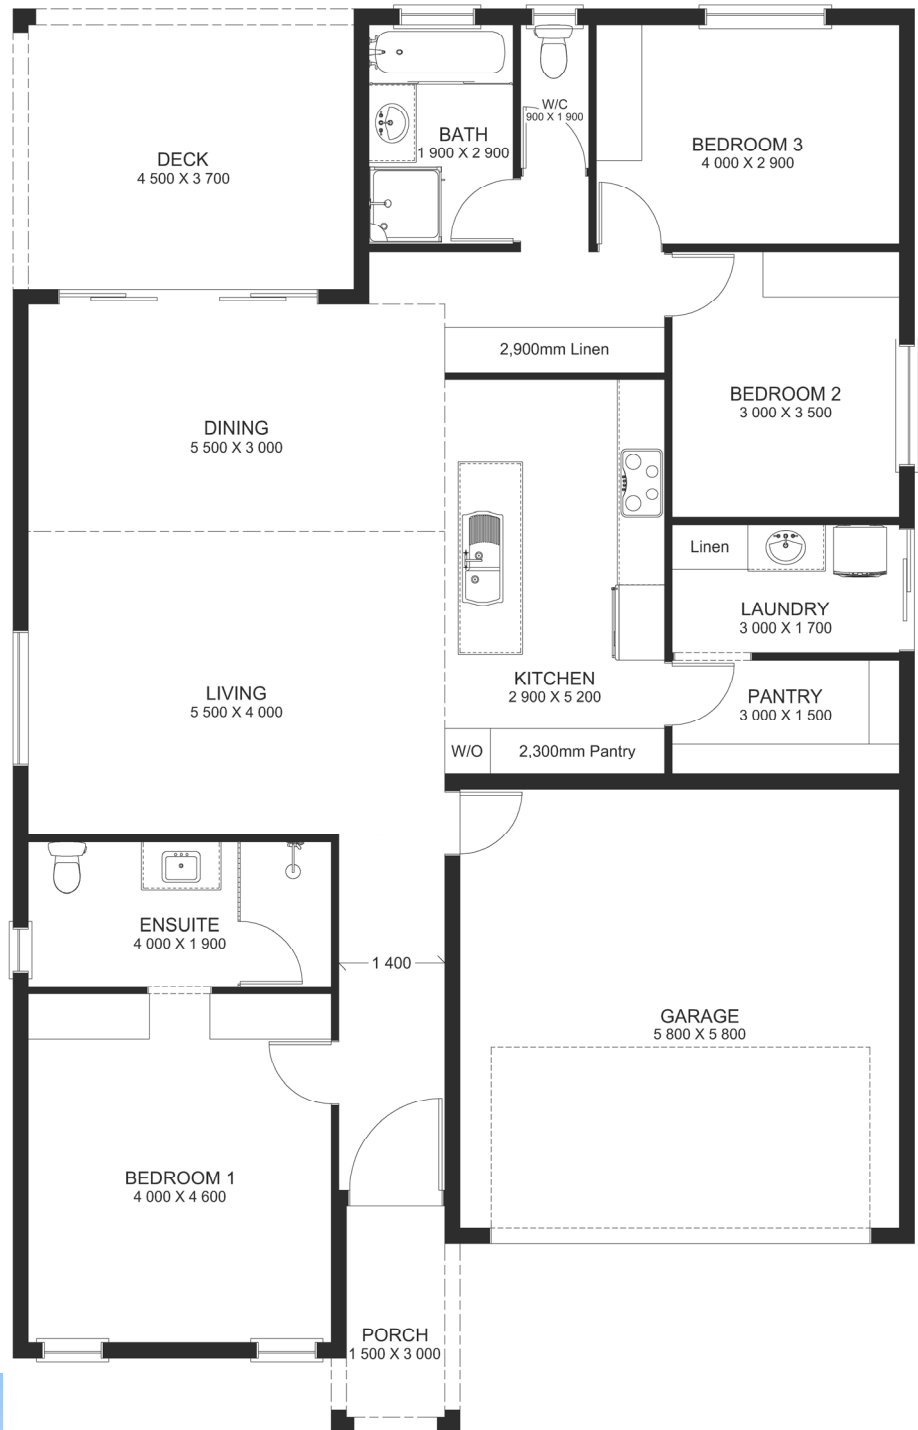 DECK
4 500 X 3 700
BATH
1 900 X 2 900
W/C
900 X 1 900
BEDROOM 3
4 000 X 2 900
2,900mm Linen
BEDROOM 2
3 000 X 3 500
DINING
5 500 X 3 000
Linen
LAUNDRY
3 000 X 1 700
LIVING
5 500 X 4 000
KITCHEN
2 900 X 5 200
PANTRY
3 000 X 1 500
W/O
2,300mm Pantry
ENSUITE
4 000 X 1 900
1 400
GARAGE
5 800 X 5 800
BEDROOM 1
4 000 X 4 600
PORCH
1 500 X 3 000